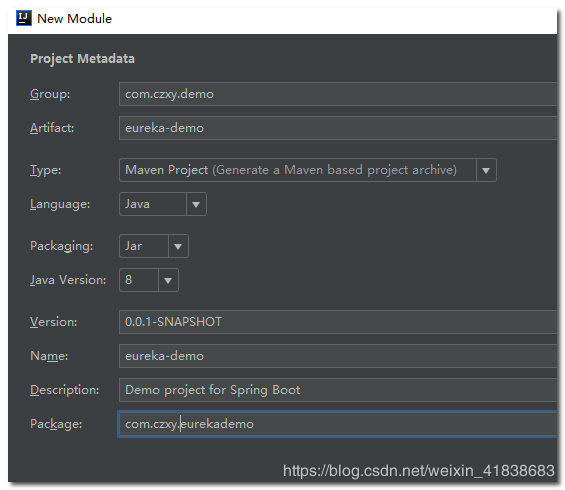 New Module
Project Metadata
Group: com.czxy.demo
Artifact: eureka-demo
Type: Maven Project (Generate a Maven based project archive)
Language: Java
Packaging: Jar
Java Version: 8
Version: 0.0.1-SNAPSHOT
Name: eureka-demo
Description: Demo project for Spring Boot
Package: com.czxy.eurekademo
https://blog.csdn.net/weixin_41838683